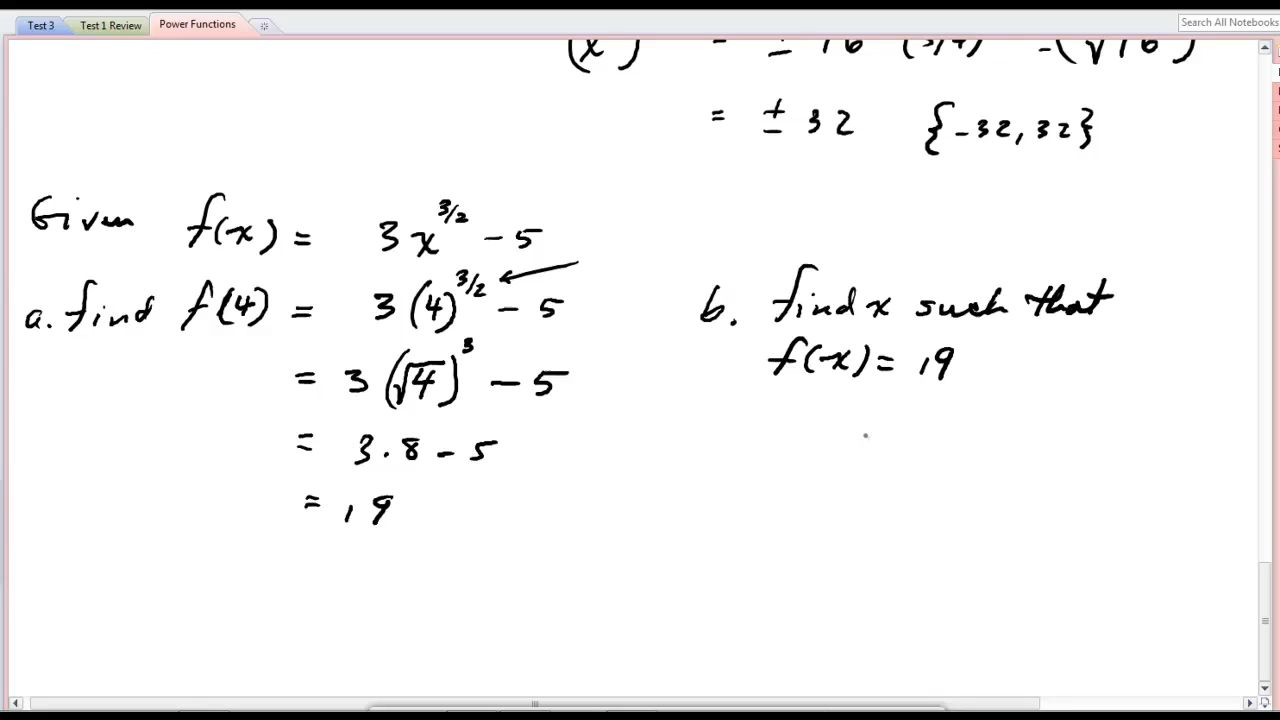 Test 3 Test 1 Review Power Functions
Search All Notebooks
= ± 32 {-32, 32}
Given f(x) = 3x^{3/2} - 5
a. find f(4) = 3(4)^{3/2} - 5
= 3(√4)^3 - 5
= 3·8 - 5
= 19
b. find x such that
f(x) = 19